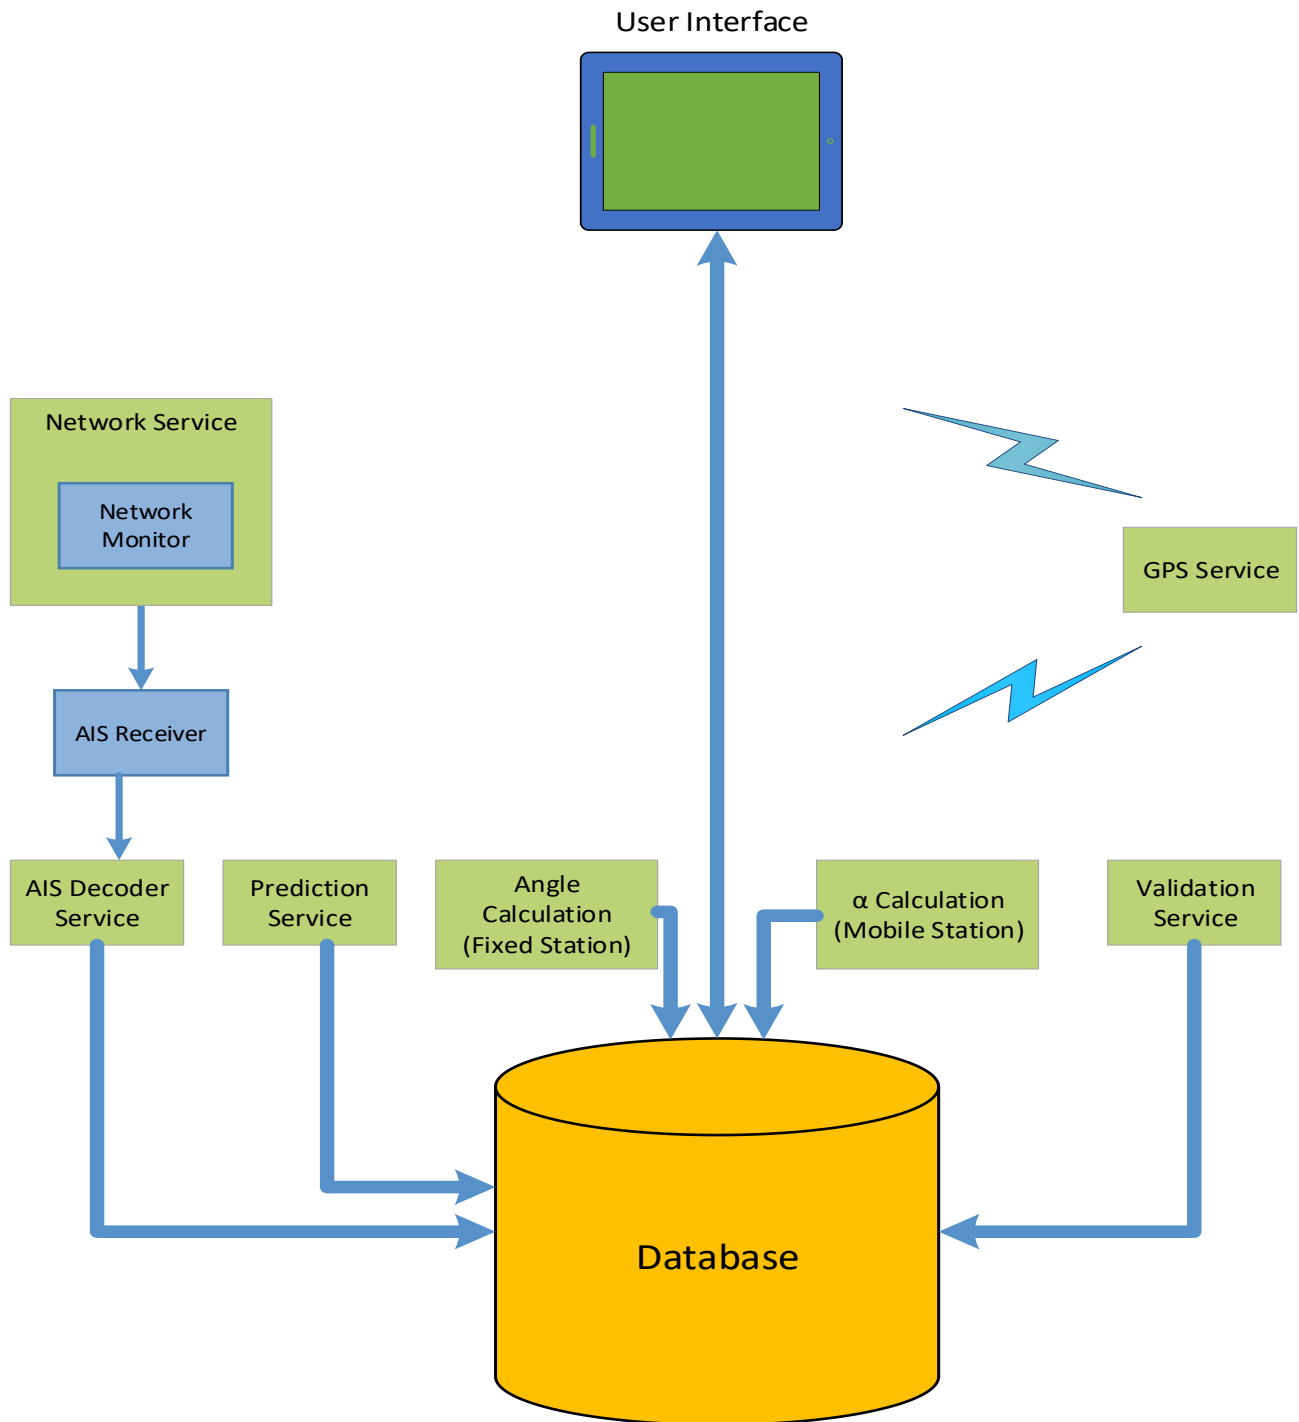 User Interface
Network Service
Network
Monitor
GPS Service
AIS Receiver
AIS Decoder
Service
Prediction
Service
Angle
Calculation
(Fixed Station)
α Calculation
(Mobile Station)
Validation
Service
Database